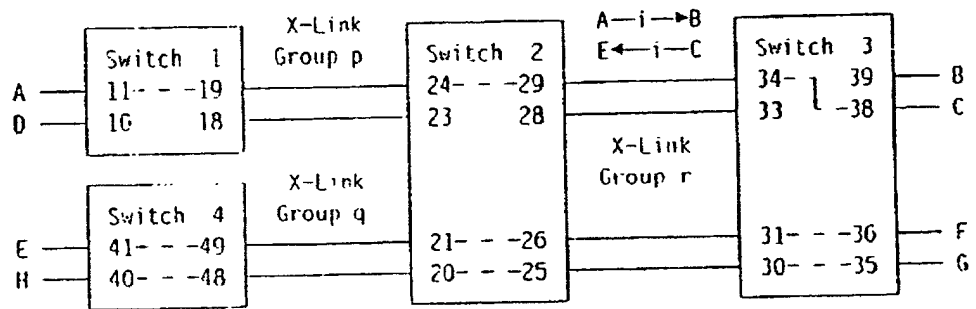 X-Link
Group p
A—i—►B
E◄—i—C
Switch 1
Switch 2
Switch 3
A
11- - -19
24- - -29
34- 39
B
D
10 18
23 28
33 -38
C
X-Link
Group q
X-Link
Group r
Switch 4
E
41- - -49
21- - -26
31- - -36
F
H
40- - -48
20- - -25
30- - -35
G